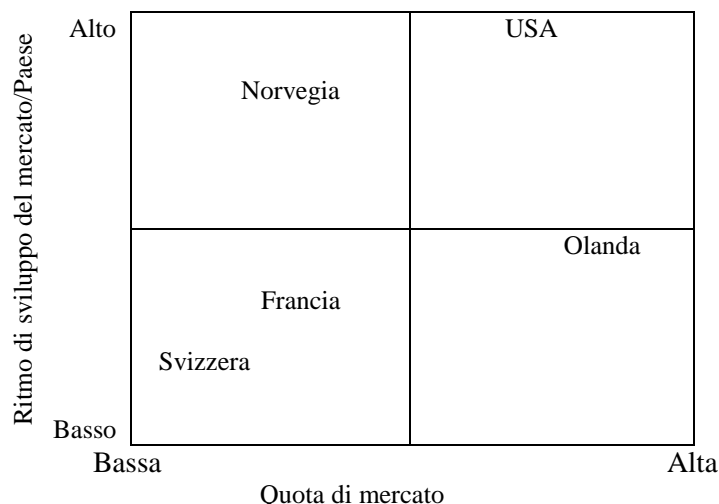 Alto
USA
Norvegia
Ritmo di sviluppo del mercato/Paese
Olanda
Francia
Svizzera
Basso
Bassa
Alta
Quota di mercato